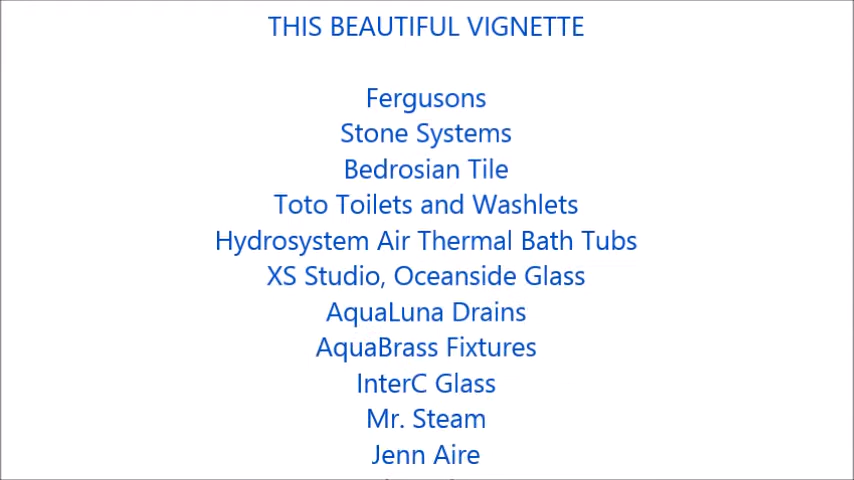 THIS BEAUTIFUL VIGNETTE
Fergusons
Stone Systems
Bedrosian Tile
Toto Toilets and Washlets
Hydrosystem Air Thermal Bath Tubs
XS Studio, Oceanside Glass
AquaLuna Drains
AquaBrass Fixtures
InterC Glass
Mr. Steam
Jenn Aire